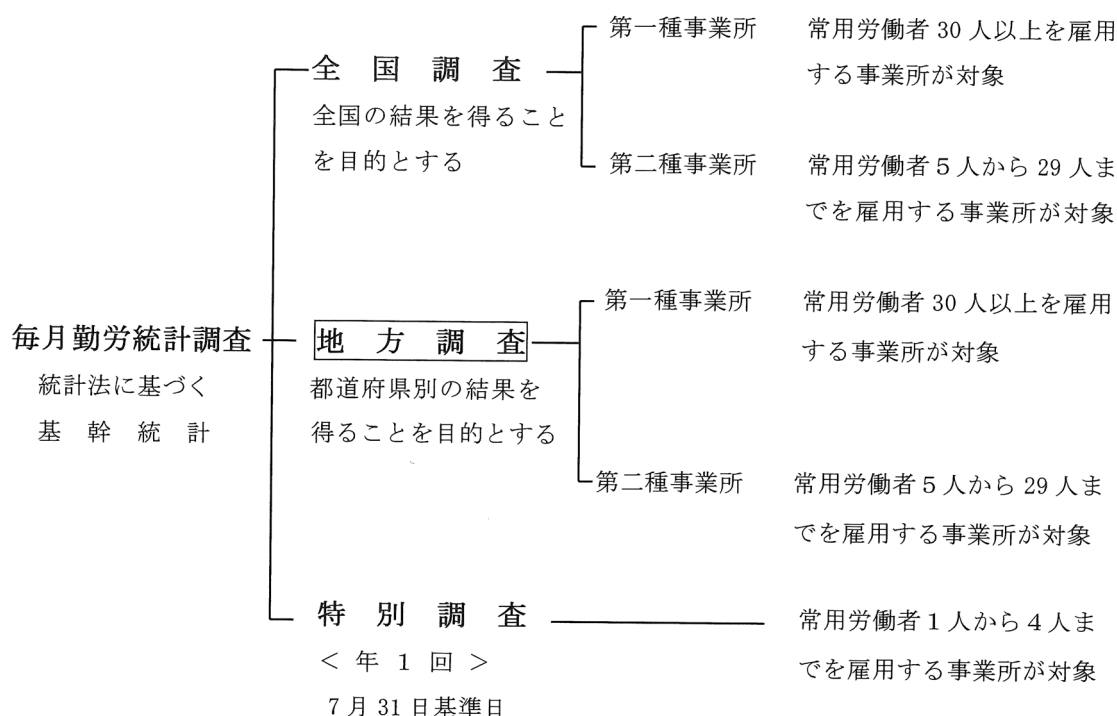 毎月勤労統計調査
統計法に基づく
基幹統計
全国調査
全国の結果を得ること
を目的とする
第一種事業所
常用労働者 30 人以上を雇用
する事業所が対象
第二種事業所
常用労働者５人から 29 人ま
でを雇用する事業所が対象
地方調査
都道府県別の結果を
得ることを目的とする
第一種事業所
常用労働者 30 人以上を雇用
する事業所が対象
第二種事業所
常用労働者５人から 29 人ま
でを雇用する事業所が対象
特別調査
＜年１回＞
７月 31 日基準日
常用労働者１人から４人ま
でを雇用する事業所が対象